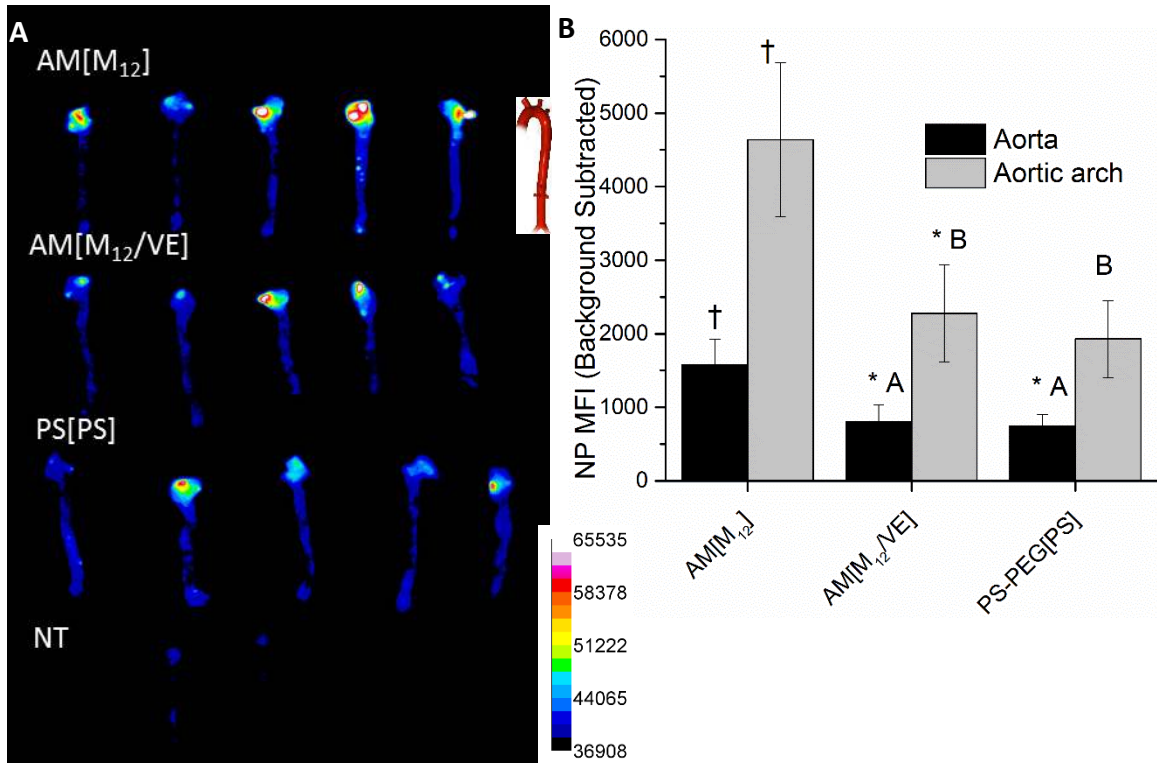 A
AM[M₁₂]
AM[M₁₂/VE]
PS[PS]
NT
65535
58378
51222
44065
36908
B
NP MFI (Background Subtracted)
6000
5000
4000
3000
2000
1000
0
Aorta
Aortic arch
†
†
* A
* B
* A
B
AM[M₁₂]
AM[M₁₂/VE]
PS-PEG[PS]